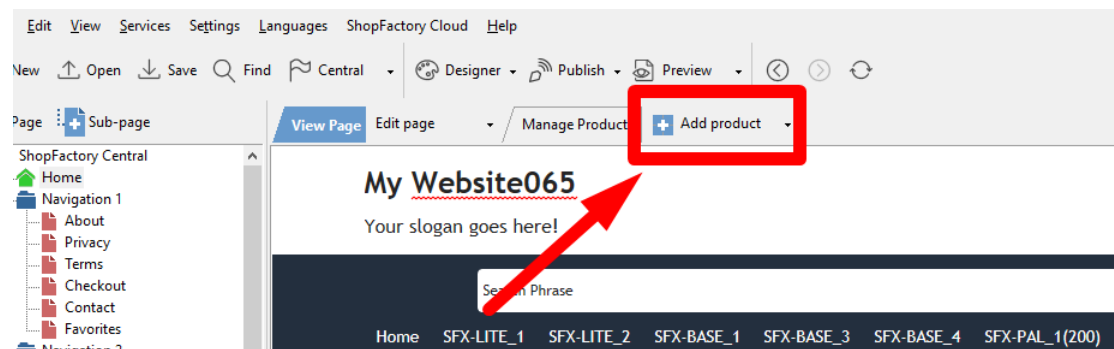 Edit View Services Settings Languages ShopFactory Cloud Help
New Open Save Find Central Designer Publish Preview
Page Sub-page View Page Edit page Manage Product Add product
ShopFactory Central
Home
Navigation 1
About
Privacy
Terms
Checkout
Contact
Favorites
My Website065
Your slogan goes here!
Search Phrase
Home SFX-LITE_1 SFX-LITE_2 SFX-BASE_1 SFX-BASE_3 SFX-BASE_4 SFX-PAL_1(200)